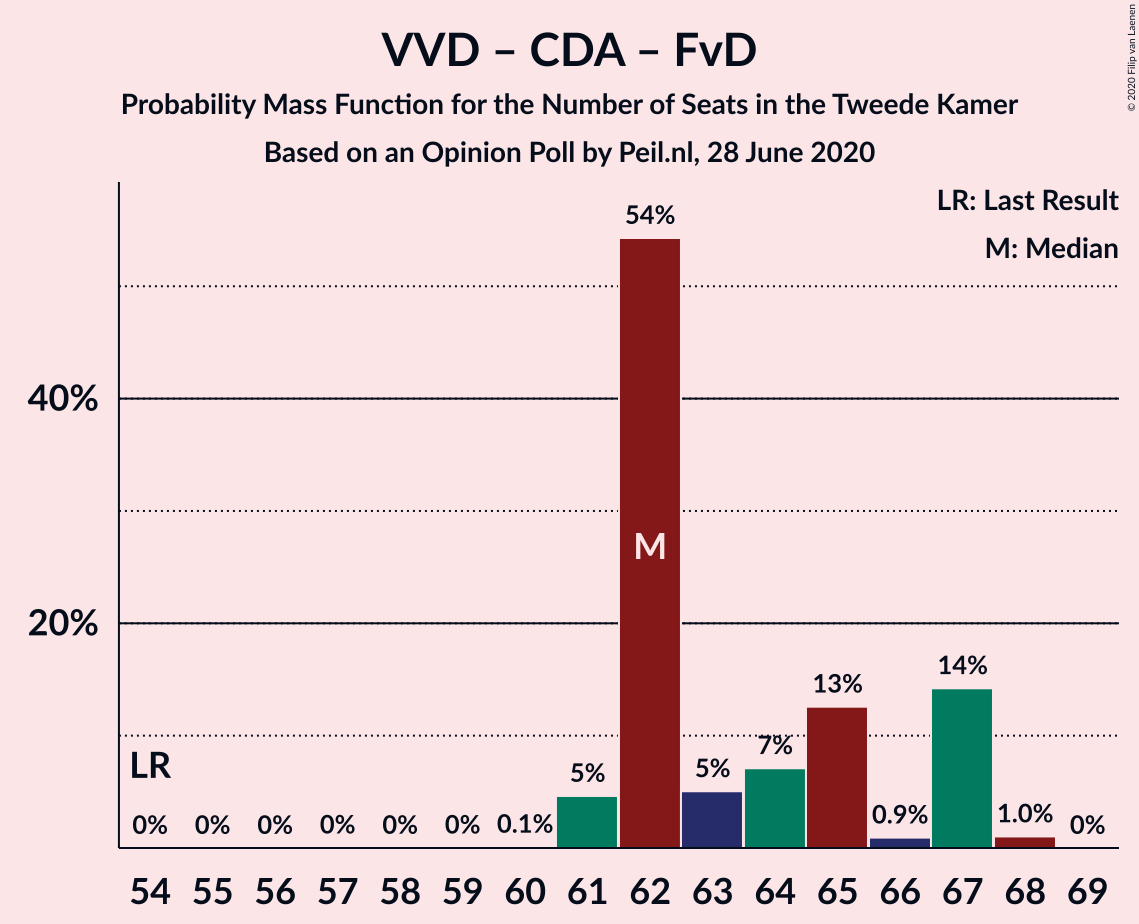 © 2020 Filip van Laenen
VVD – CDA – FvD
Probability Mass Function for the Number of Seats in the Tweede Kamer
Based on an Opinion Poll by Peil.nl, 28 June 2020
LR: Last Result
M: Median
54%
40%
M
20%
14%
13%
7%
LR
5%
5%
0% 0% 0% 0% 0% 0% 0.1% 0.9% 1.0% 0%
54 55 56 57 58 59 60 61 62 63 64 65 66 67 68 69